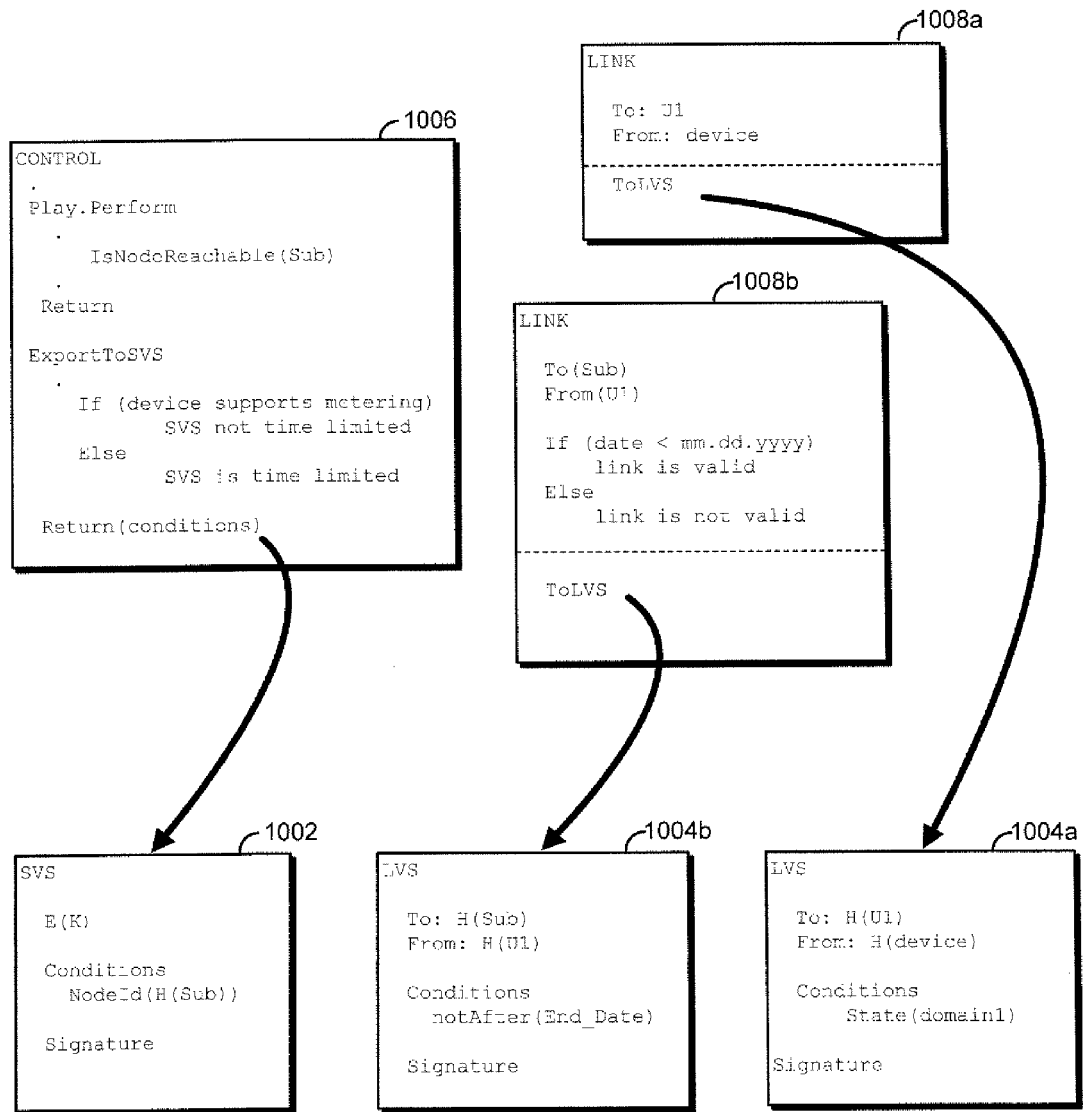 1008a
LINK
To: U1
From: device
ToLVS
1006
CONTROL
.
Play.Perform
.
IsNodeReachable(Sub)
.
Return
ExportToSVS
.
If (device supports metering)
SVS not time limited
Else
SVS is time limited
Return(conditions)
1008b
LINK
To(Sub)
From(U1)
If (date < mm.dd.yyyy)
link is valid
Else
link is not valid
ToLVS
1002
SVS
E(K)
Conditions
NodeId(H(Sub))
Signature
1004b
LVS
To: H(Sub)
From: H(U1)
Conditions
notAfter(End_Date)
Signature
1004a
LVS
To: H(U1)
From: H(device)
Conditions
State(domain1)
Signature